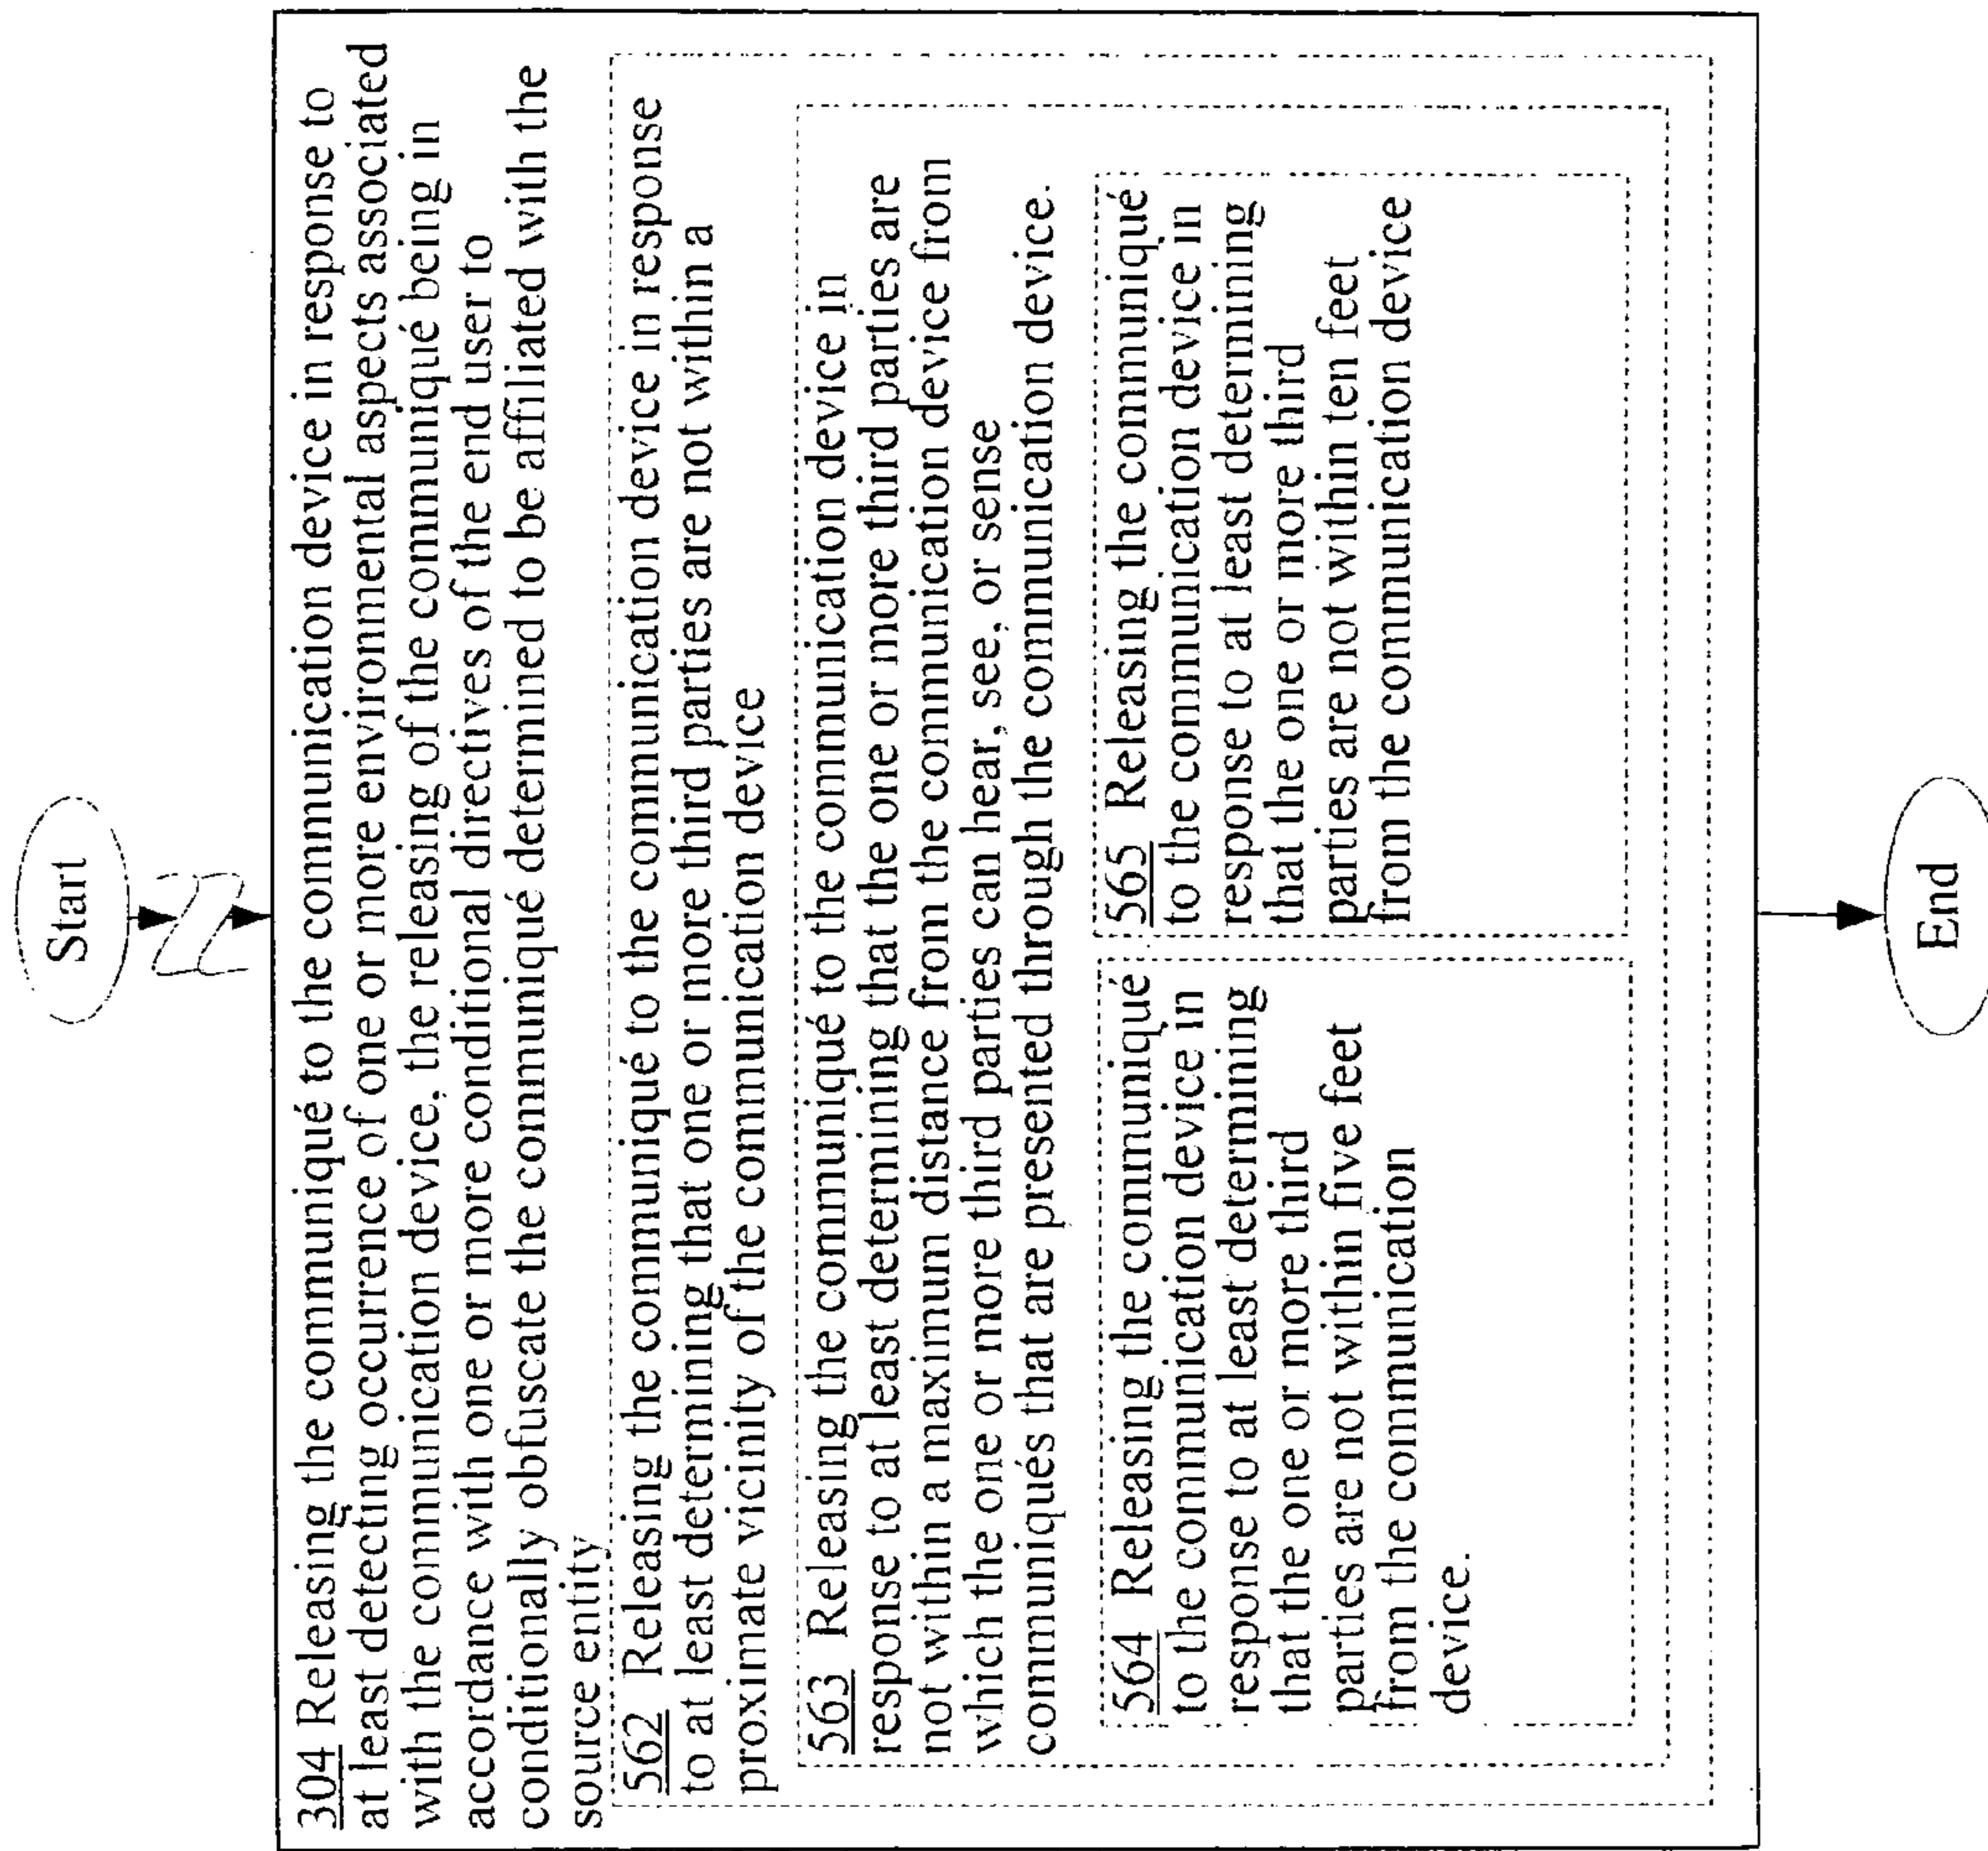 Start
304 Releasing the communiqué to the communication device in response to
at least detecting occurrence of one or more environmental aspects associated
with the communication device, the releasing of the communiqué being in
accordance with one or more conditional directives of the end user to
conditionally obfuscate the communiqué determined to be affiliated with the
source entity
562 Releasing the communiqué to the communication device in response
to at least determining that one or more third parties are not within a
proximate vicinity of the communication device
563 Releasing the communiqué to the communication device in
response to at least determining that the one or more third parties are
not within a maximum distance from the communication device from
which the one or more third parties can hear, see, or sense
communiqués that are presented through the communication device.
564 Releasing the communiqué
to the communication device in
response to at least determining
that the one or more third
parties are not within five feet
from the communication
device.
565 Releasing the communiqué
to the communication device in
response to at least determining
that the one or more third
parties are not within ten feet
from the communication device
End